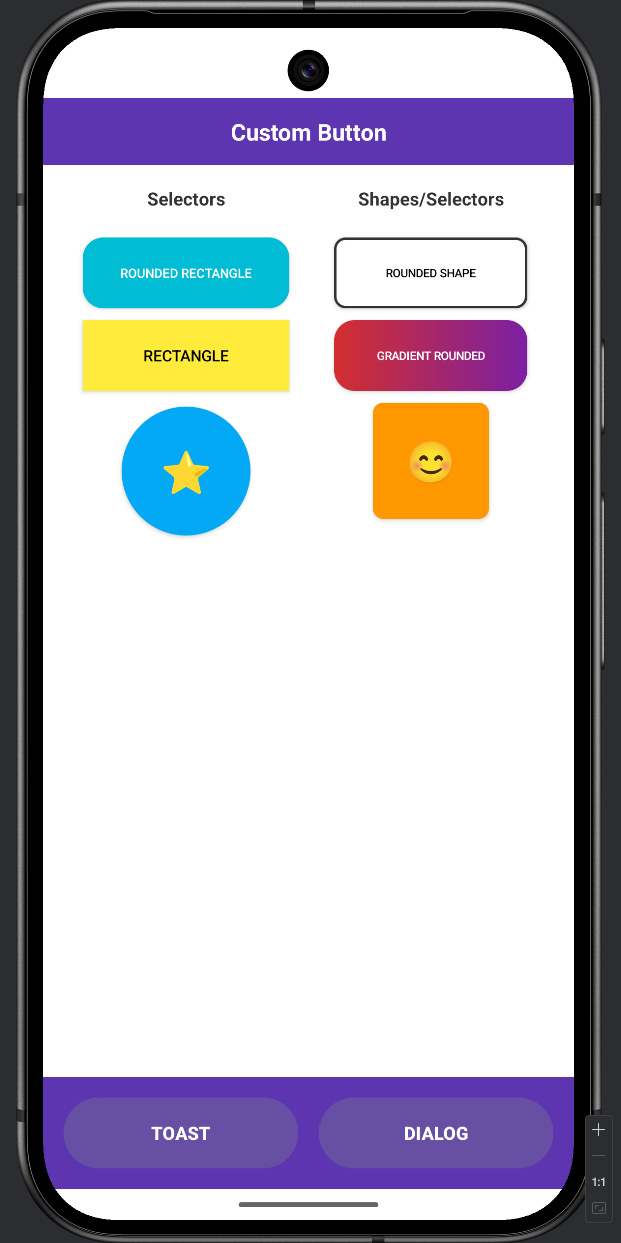 Custom Button
Selectors
Shapes/Selectors
ROUNDED RECTANGLE
ROUNDED SHAPE
RECTANGLE
GRADIENT ROUNDED
TOAST
DIALOG
1:1